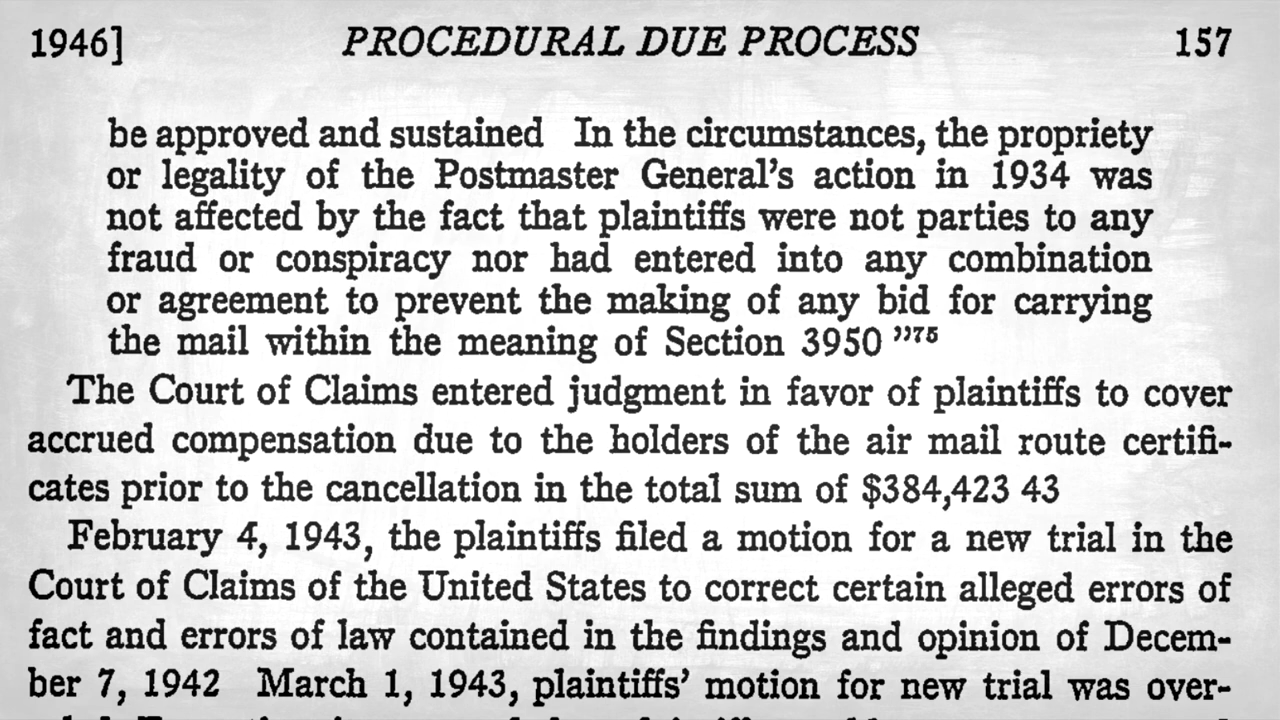 1946] PROCEDURAL DUE PROCESS 157
be approved and sustained In the circumstances, the propriety
or legality of the Postmaster General's action in 1934 was
not affected by the fact that plaintiffs were not parties to any
fraud or conspiracy nor had entered into any combination
or agreement to prevent the making of any bid for carrying
the mail within the meaning of Section 3950 ”75
The Court of Claims entered judgment in favor of plaintiffs to cover
accrued compensation due to the holders of the air mail route certifi-
cates prior to the cancellation in the total sum of $384,423 43
February 4, 1943, the plaintiffs filed a motion for a new trial in the
Court of Claims of the United States to correct certain alleged errors of
fact and errors of law contained in the findings and opinion of Decem-
ber 7, 1942 March 1, 1943, plaintiffs' motion for new trial was over-